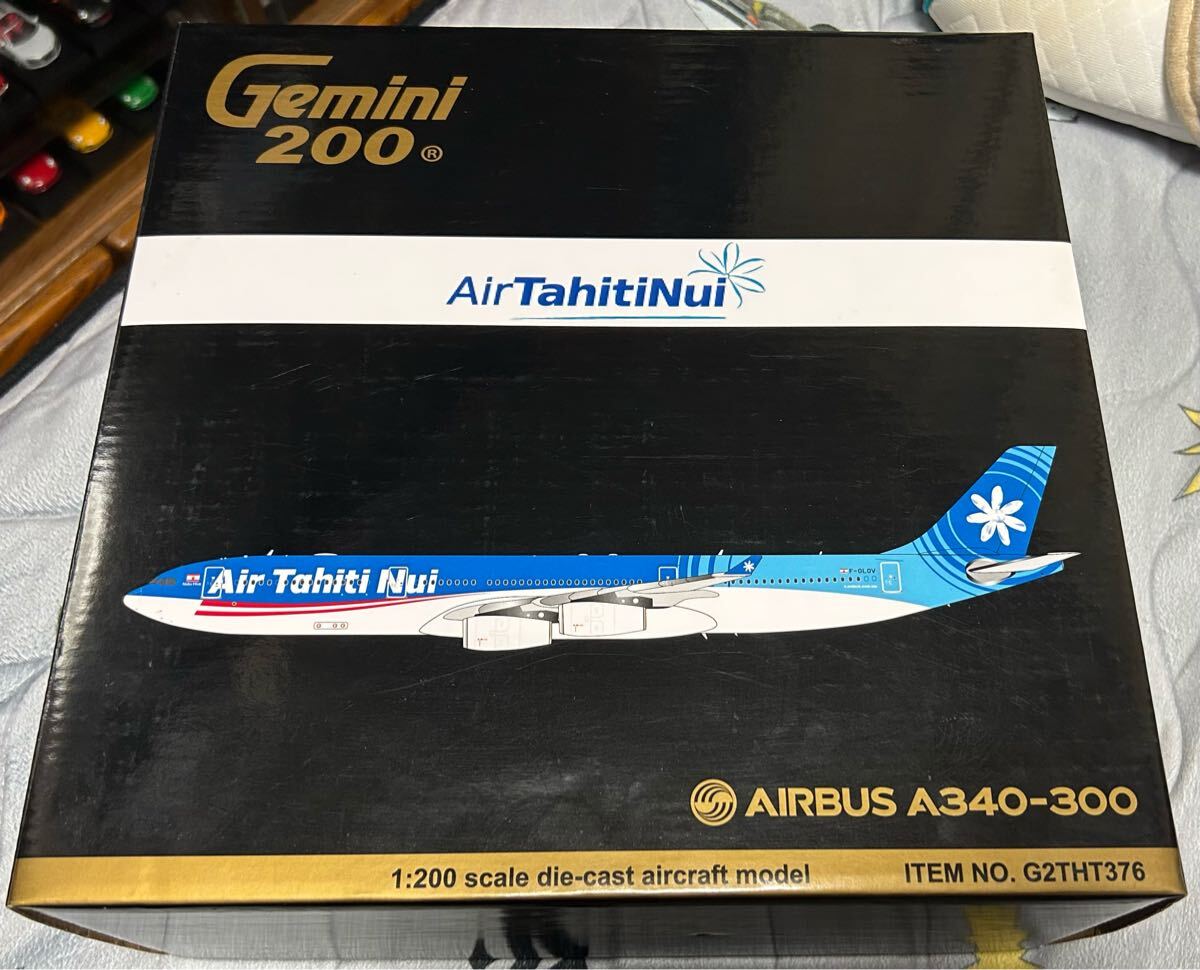 Gemini
200®
AirTahitiNui
Air Tahiti Nui
F-OLOV
AIRBUS A340-300
1:200 scale die-cast aircraft model
ITEM NO. G2THT376